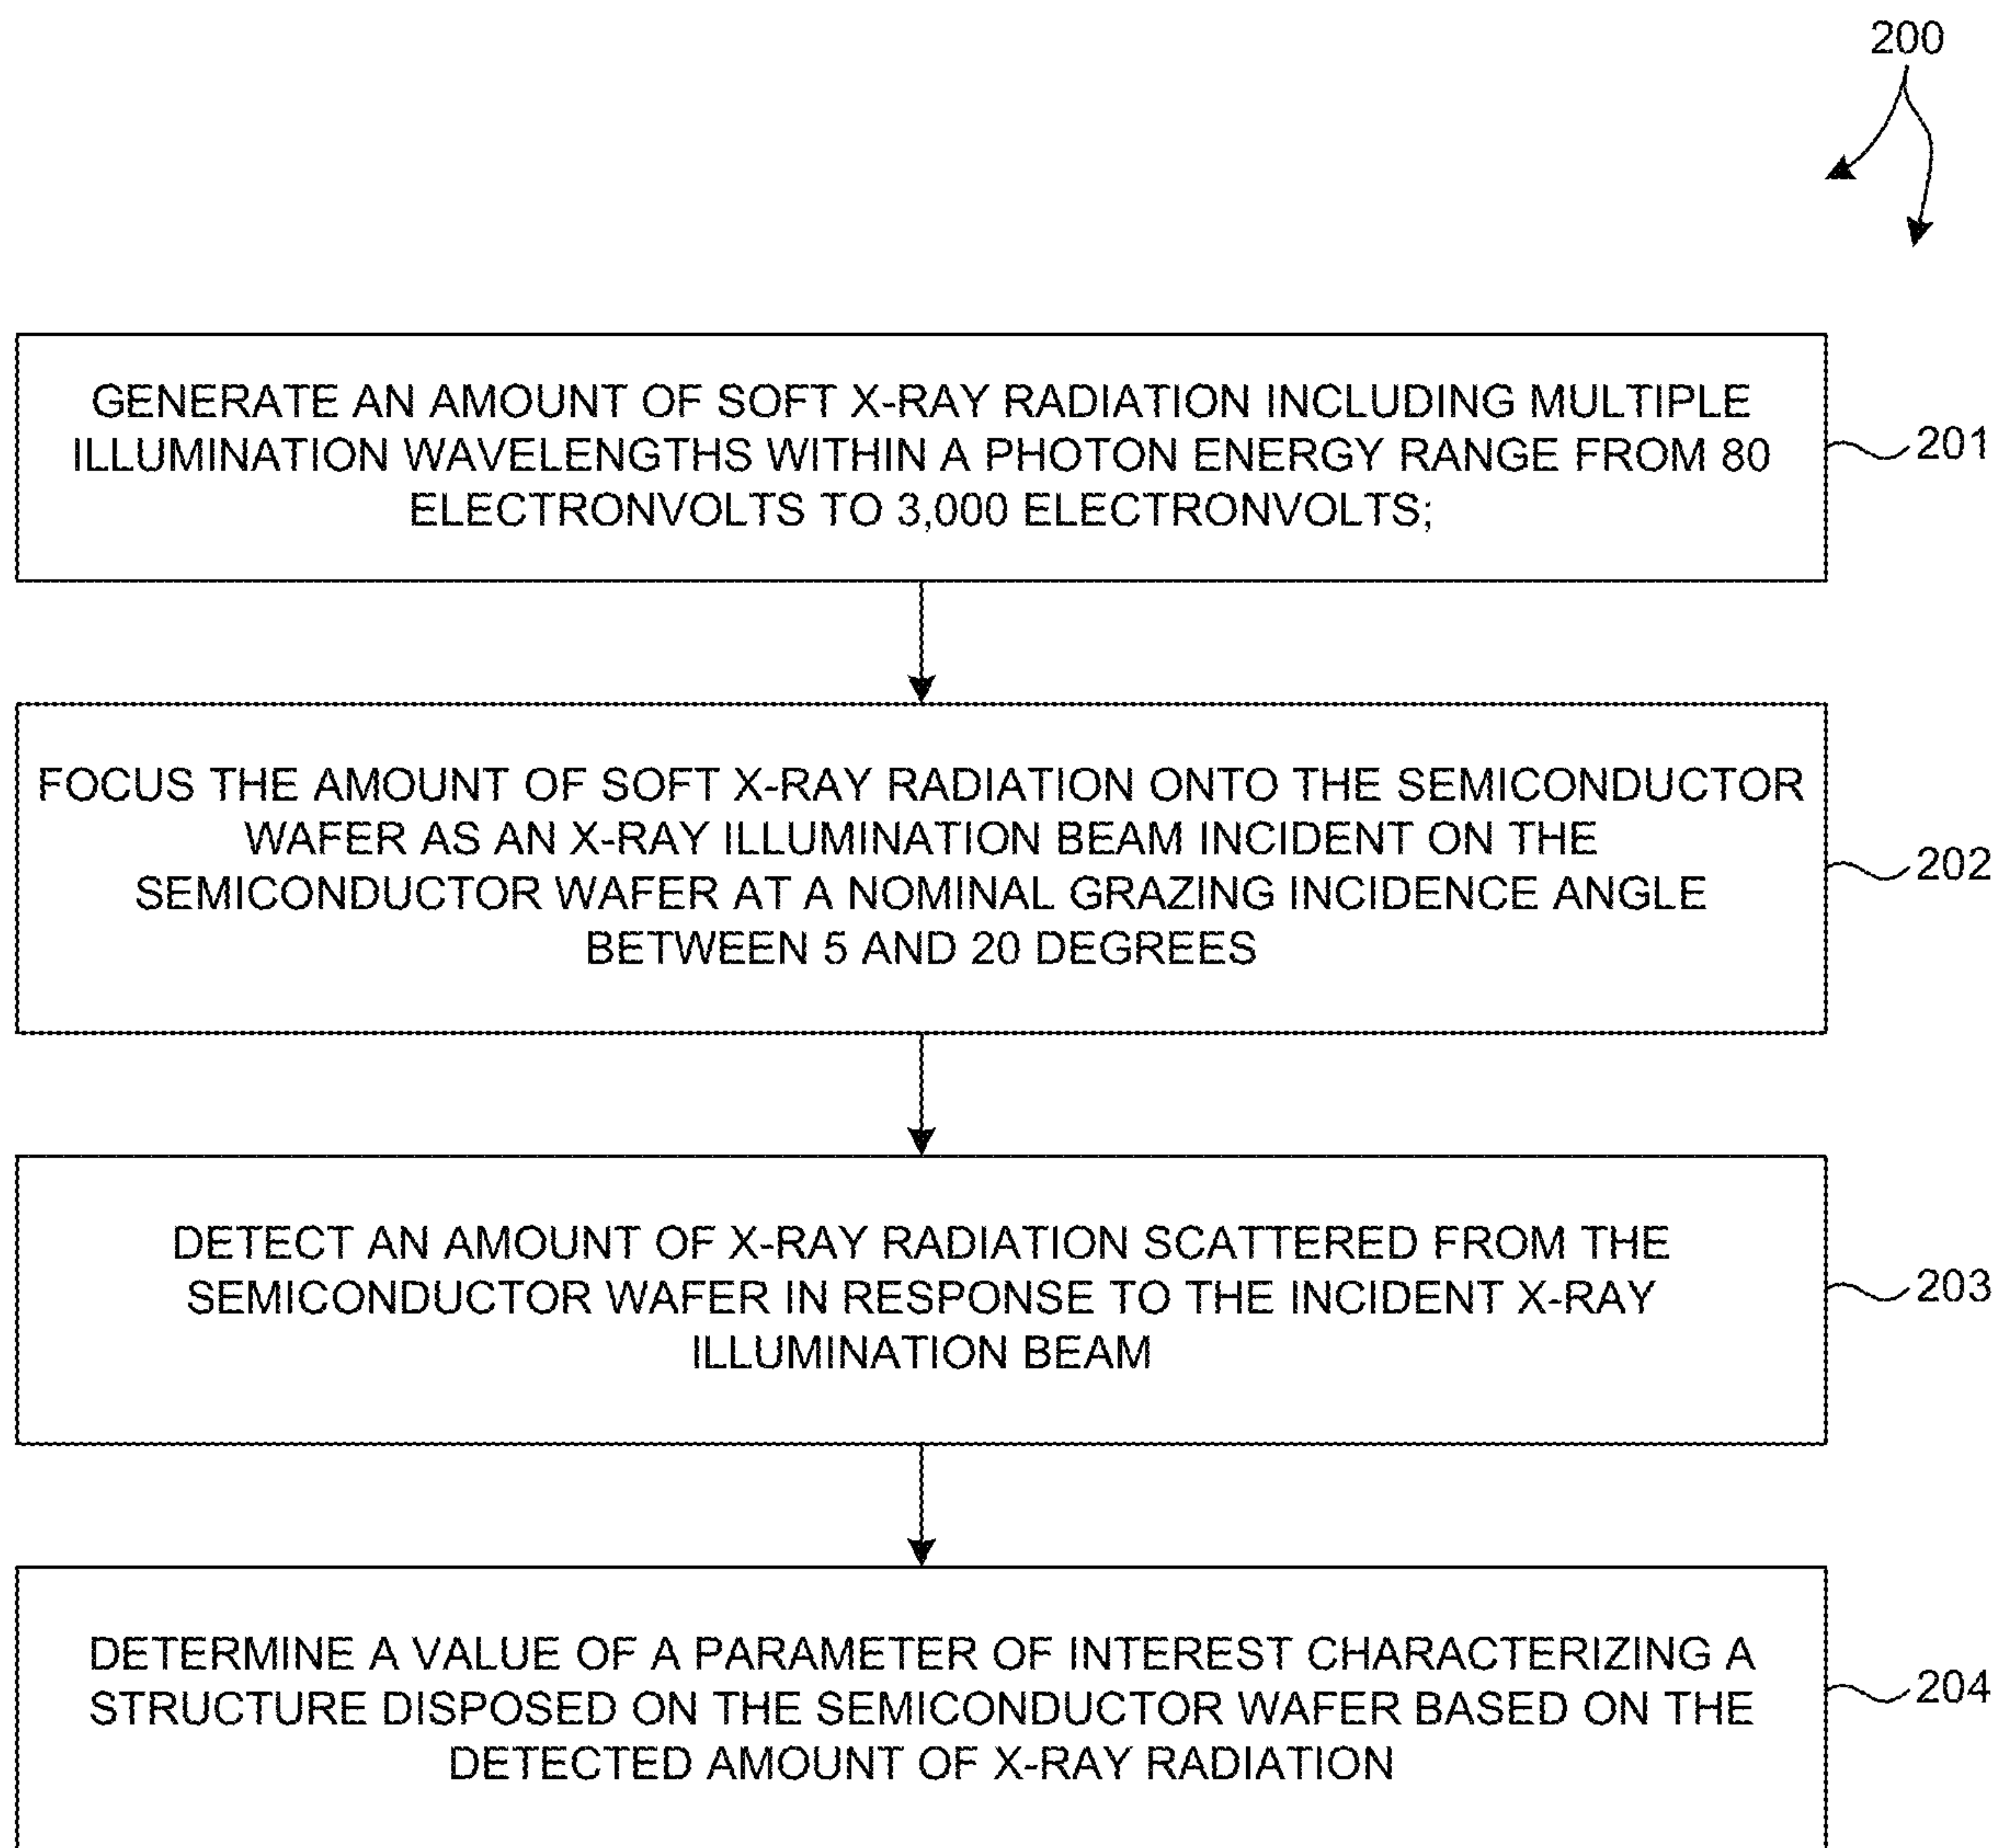 200
GENERATE AN AMOUNT OF SOFT X-RAY RADIATION INCLUDING MULTIPLE
ILLUMINATION WAVELENGTHS WITHIN A PHOTON ENERGY RANGE FROM 80
ELECTRONVOLTS TO 3,000 ELECTRONVOLTS;
201
FOCUS THE AMOUNT OF SOFT X-RAY RADIATION ONTO THE SEMICONDUCTOR
WAFER AS AN X-RAY ILLUMINATION BEAM INCIDENT ON THE
SEMICONDUCTOR WAFER AT A NOMINAL GRAZING INCIDENCE ANGLE
BETWEEN 5 AND 20 DEGREES
202
DETECT AN AMOUNT OF X-RAY RADIATION SCATTERED FROM THE
SEMICONDUCTOR WAFER IN RESPONSE TO THE INCIDENT X-RAY
ILLUMINATION BEAM
203
DETERMINE A VALUE OF A PARAMETER OF INTEREST CHARACTERIZING A
STRUCTURE DISPOSED ON THE SEMICONDUCTOR WAFER BASED ON THE
DETECTED AMOUNT OF X-RAY RADIATION
204